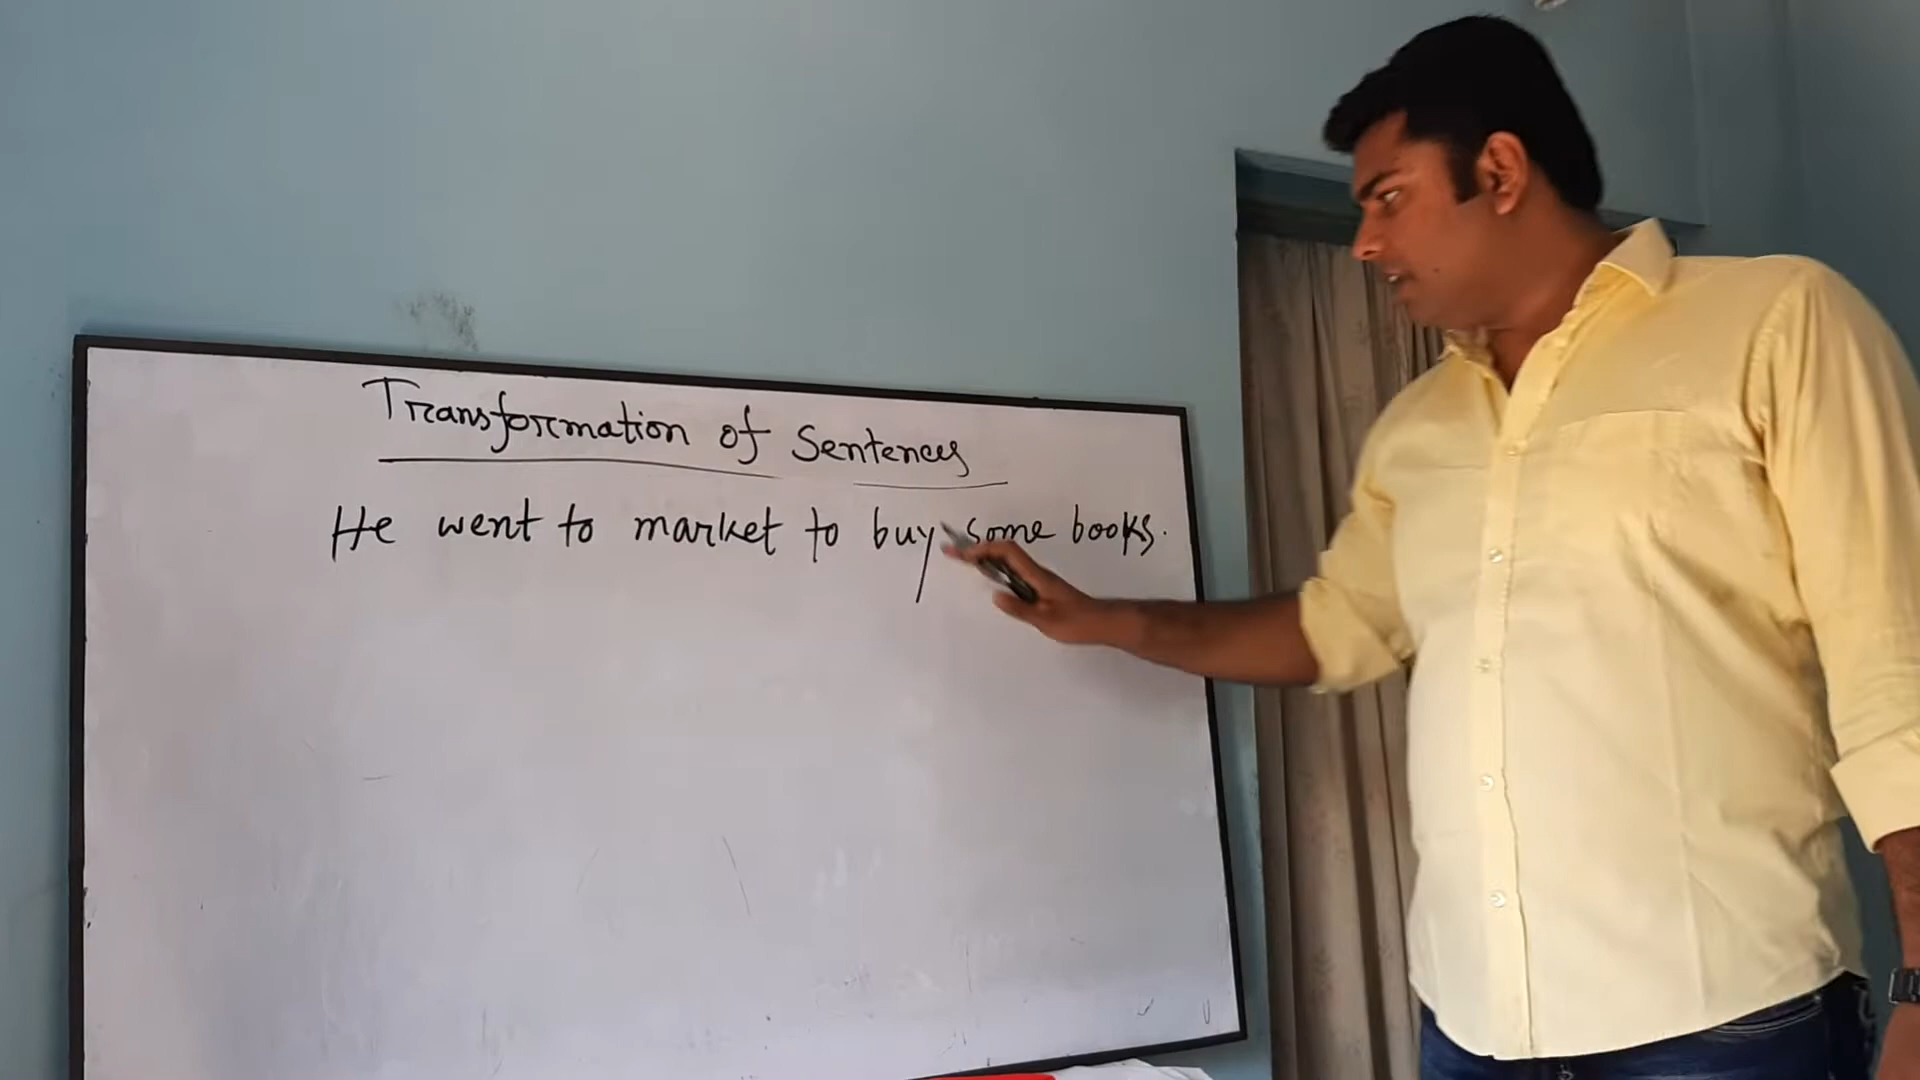 Transformation of Sentences
He went to market to buy some books.